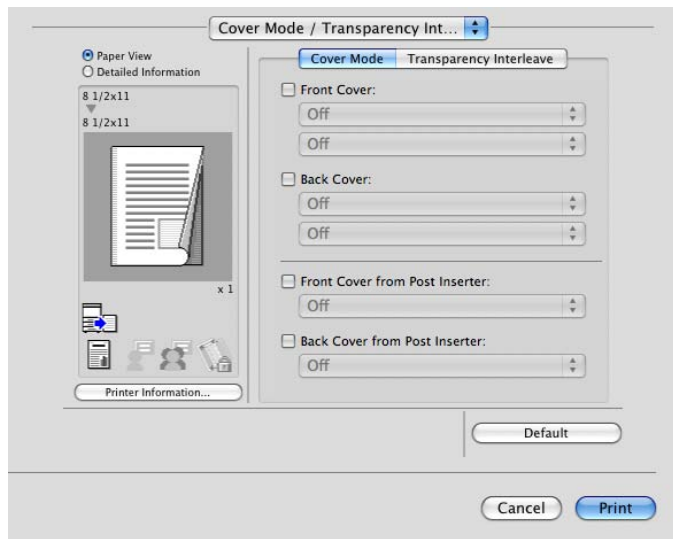 Cover Mode / Transparency Int...
Paper View
Detailed Information
8 1/2x11
8 1/2x11
x 1
Printer Information...
Cover Mode
Transparency Interleave
Front Cover:
Off
Off
Back Cover:
Off
Off
Front Cover from Post Inserter:
Off
Back Cover from Post Inserter:
Off
Default
Cancel
Print